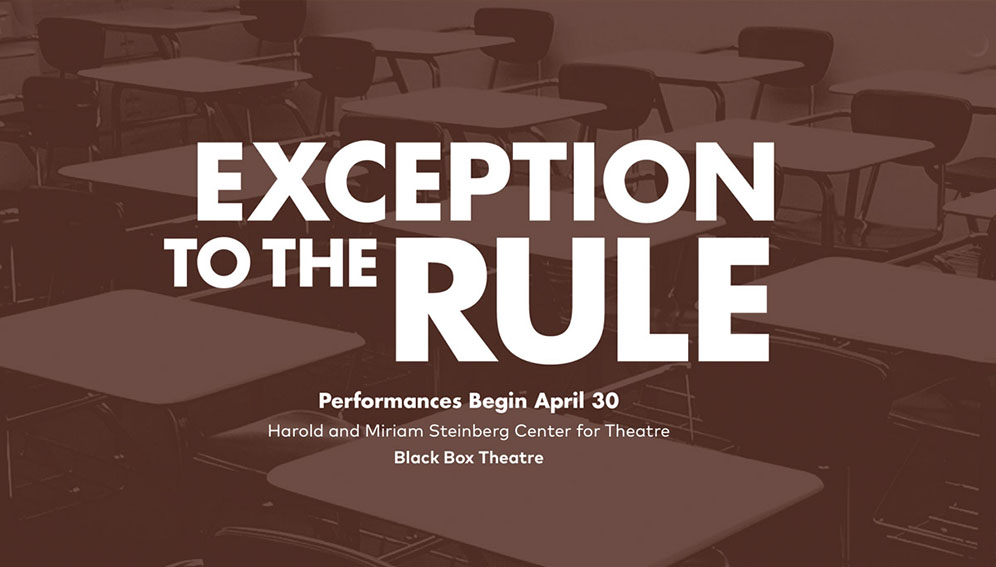 EXCEPTION
TO THE RULE
Performances Begin April 30
Harold and Miriam Steinberg Center for Theatre
Black Box Theatre